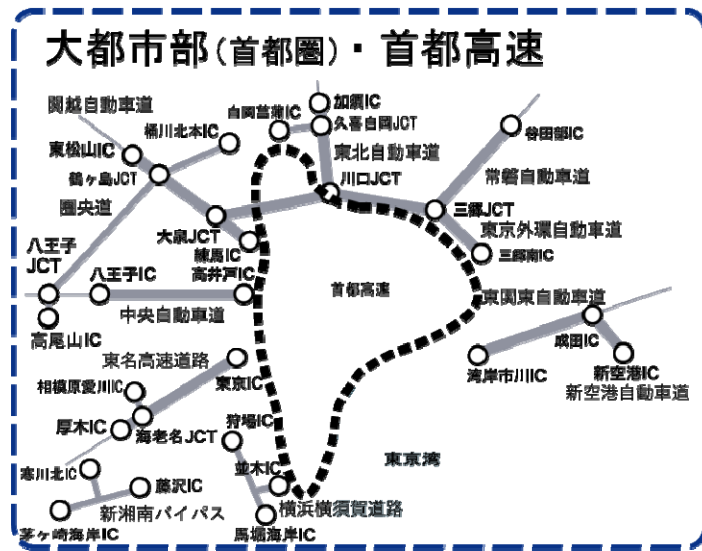 大都市部(首都圏)・首都高速
関越自動車道
桶川北本IC
白岡菖蒲IC
加須IC
久喜白岡JCT
谷田部IC
東松山IC
東北自動車道
鶴ヶ島JCT
川口JCT
常磐自動車道
圏央道
三郷JCT
大泉JCT
東京外環自動車道
練馬IC
三郷南IC
八王子JCT
八王子IC
高井戸IC
首都高速
中央自動車道
東関東自動車道
高尾山IC
成田IC
東名高速道路
湾岸市川IC
新空港IC
相模原愛川IC
東京IC
新空港自動車道
厚木IC
海老名JCT
狩場IC
東京湾
寒川北IC
並木IC
藤沢IC
新湘南バイパス
横浜横須賀道路
茅ヶ崎海岸IC
馬堀海岸IC